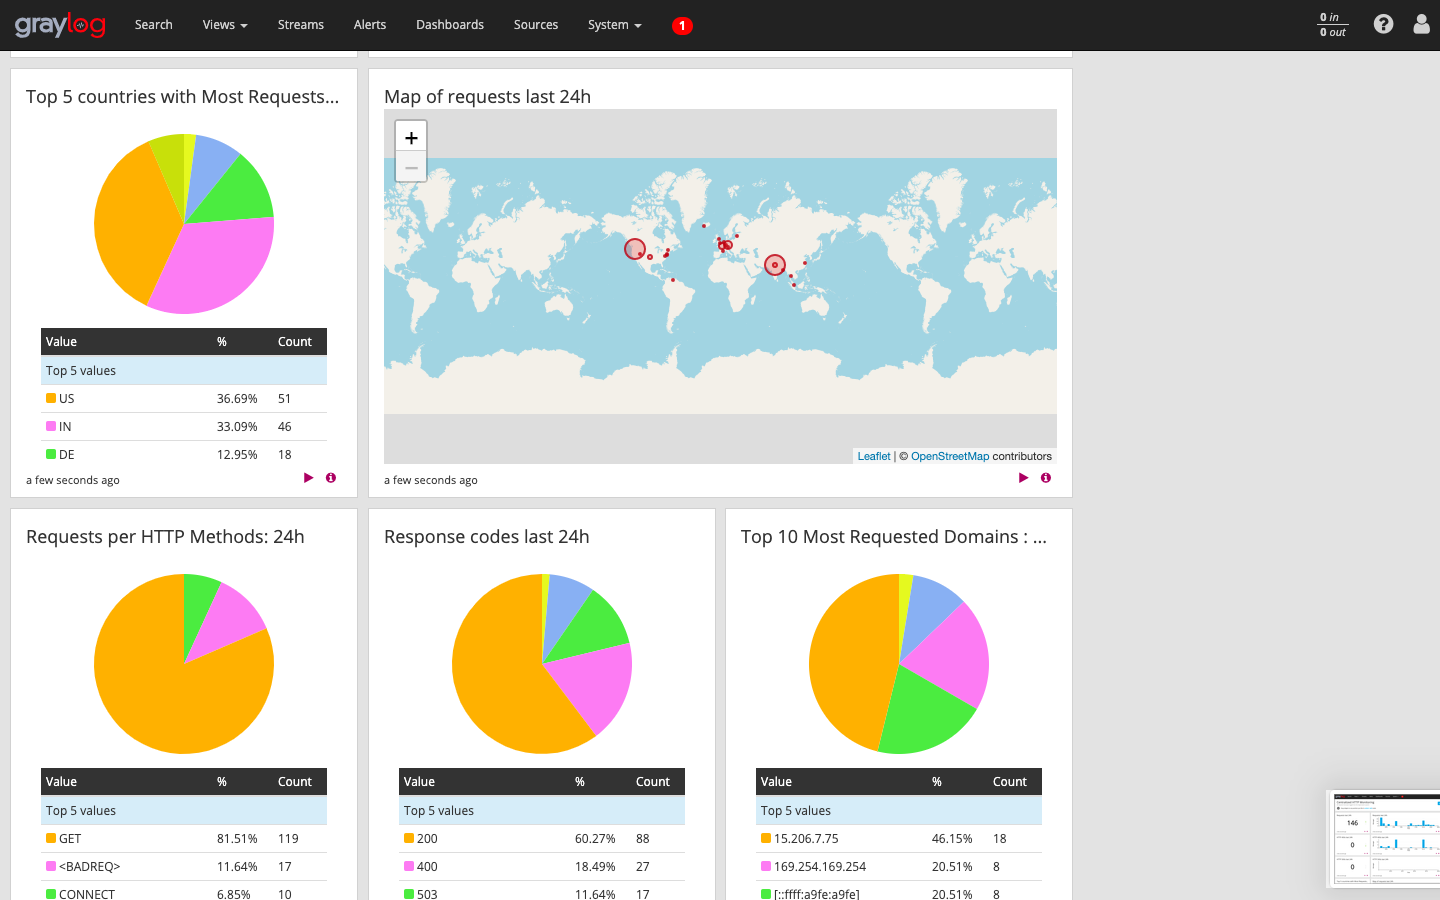 graylog
Search
Views
Streams
Alerts
Dashboards
Sources
System
1
0 in
0 out
Top 5 countries with Most Requests...
Value % Count
Top 5 values
US 36.69% 51
IN 33.09% 46
DE 12.95% 18
a few seconds ago
Map of requests last 24h
+
−
Leaflet | © OpenStreetMap contributors
a few seconds ago
Requests per HTTP Methods: 24h
Value % Count
Top 5 values
GET 81.51% 119
<BADREQ> 11.64% 17
CONNECT 6.85% 10
Response codes last 24h
Value % Count
Top 5 values
200 60.27% 88
400 18.49% 27
503 11.64% 17
Top 10 Most Requested Domains : ...
Value % Count
Top 5 values
15.206.7.75 46.15% 18
169.254.169.254 20.51% 8
[::ffff:a9fe:a9fe] 20.51% 8
146
0
0